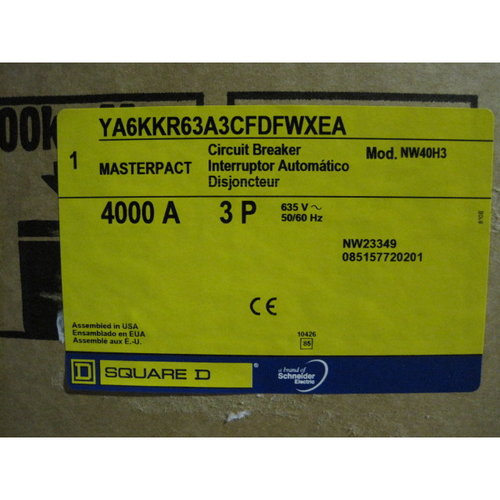 00k
YA6KKR63A3CFDFWXEA
1
MASTERPACT
Circuit Breaker
Interruptor Automático
Disjoncteur
Mod. NW40H3
4000 A
3 P
635 V ~
50/60 Hz
NW23349
085157720201
CE
Assembled in USA
Ensamblado en EUA
Assemblé aux É.-U.
10426
D SQUARE D
a brand of
Schneider
Electric